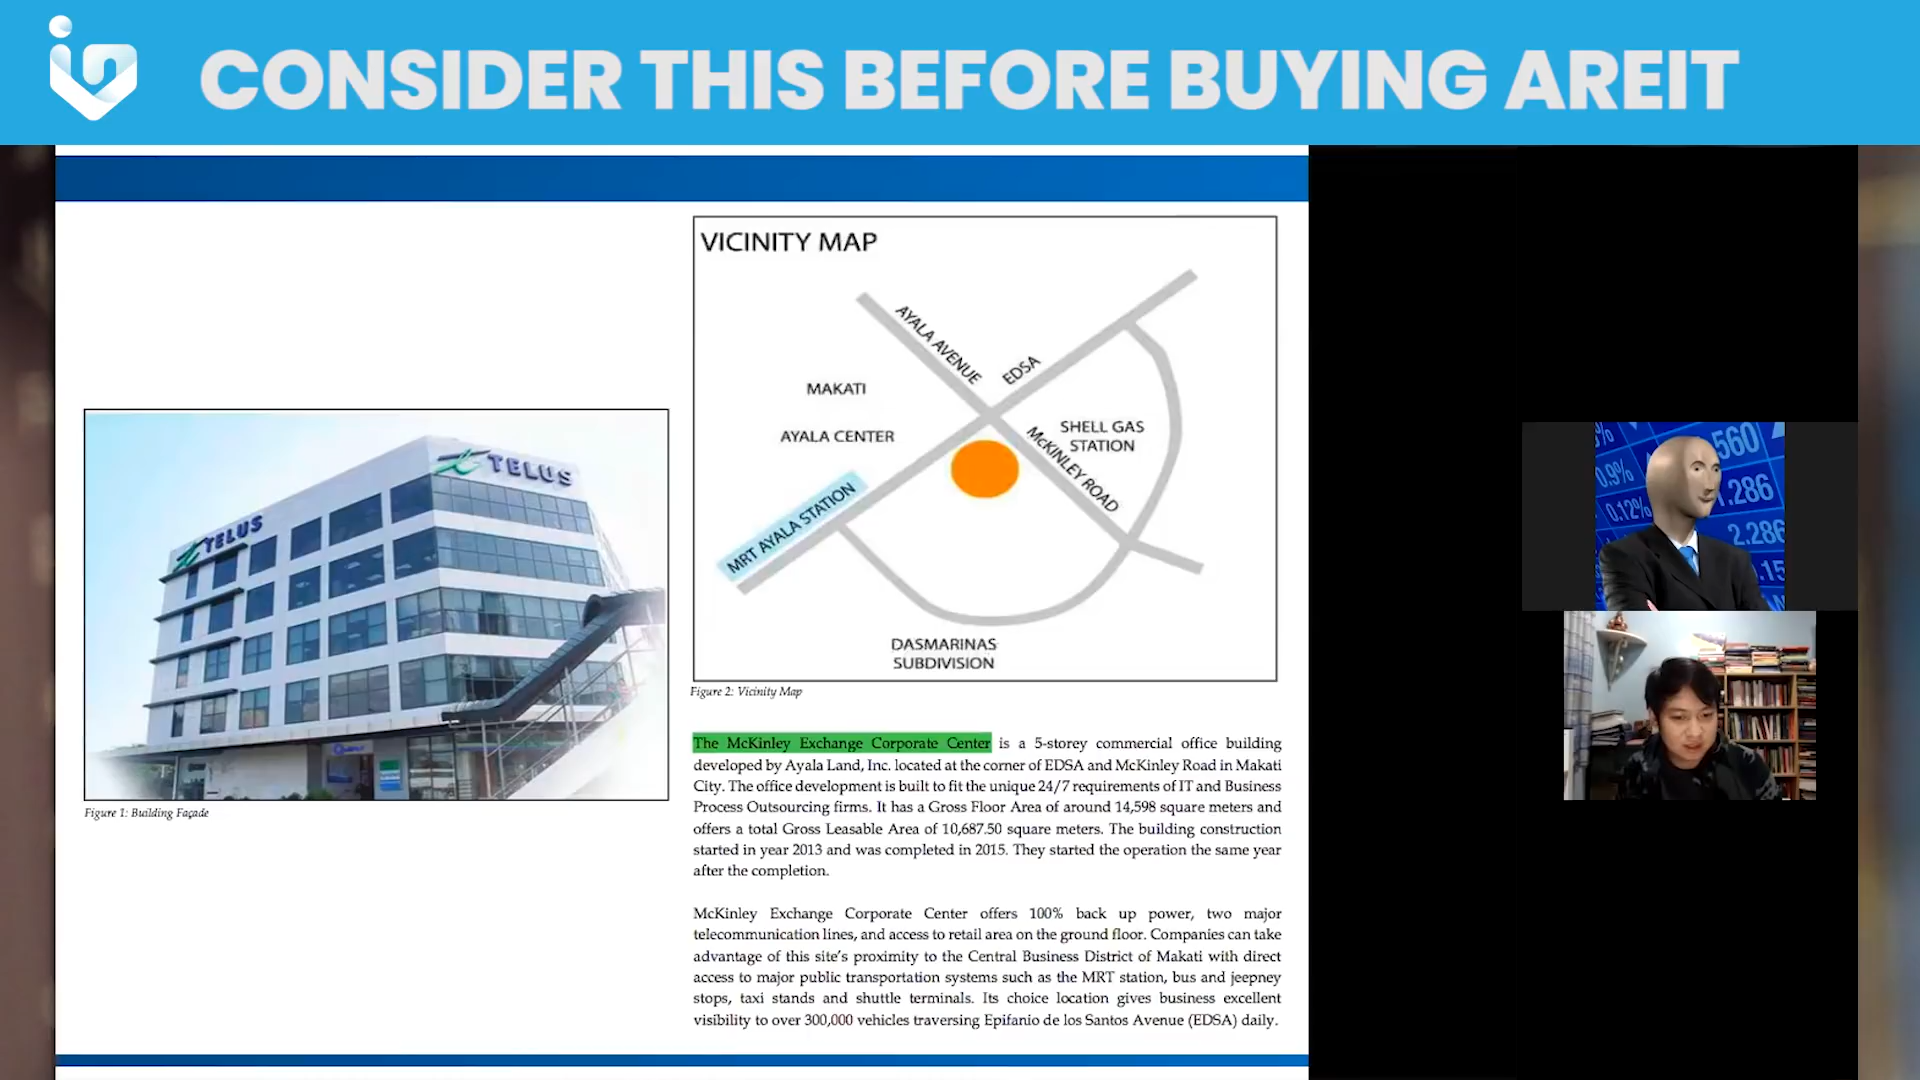 CONSIDER THIS BEFORE BUYING AREIT
VICINITY MAP
AYALA AVENUE
EDSA
MAKATI
AYALA CENTER
SHELL GAS
STATION
McKINLEY ROAD
MRT AYALA STATION
DASMARINAS
SUBDIVISION
Figure 2: Vicinity Map
TELUS
TELUS
Figure 1: Building Façade
The McKinley Exchange Corporate Center is a 5-storey commercial office building
developed by Ayala Land, Inc. located at the corner of EDSA and McKinley Road in Makati
City. The office development is built to fit the unique 24/7 requirements of IT and Business
Process Outsourcing firms. It has a Gross Floor Area of around 14,598 square meters and
offers a total Gross Leasable Area of 10,687.50 square meters. The building construction
started in year 2013 and was completed in 2015. They started the operation the same year
after the completion.
McKinley Exchange Corporate Center offers 100% back up power, two major
telecommunication lines, and access to retail area on the ground floor. Companies can take
advantage of this site's proximity to the Central Business District of Makati with direct
access to major public transportation systems such as the MRT station, bus and jeepney
stops, taxi stands and shuttle terminals. Its choice location gives business excellent
visibility to over 300,000 vehicles traversing Epifanio de los Santos Avenue (EDSA) daily.
560
0.9%
1.286
0.12%
2.286